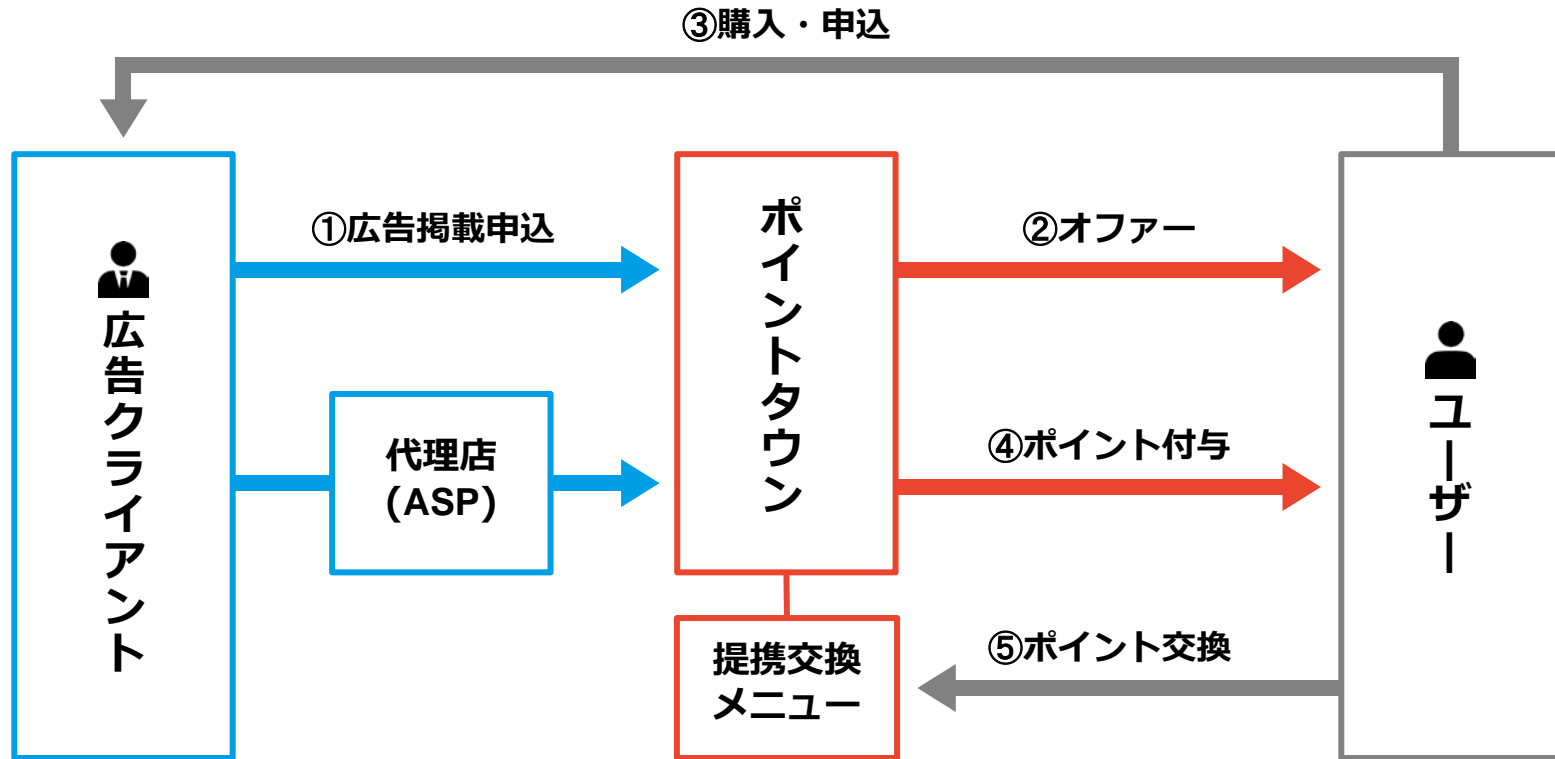 ③購入・申込
広告クライアント
①広告掲載申込
代理店
(ASP)
ポイントタウン
②オファー
④ポイント付与
提携交換
メニュー
⑤ポイント交換
ユーザー